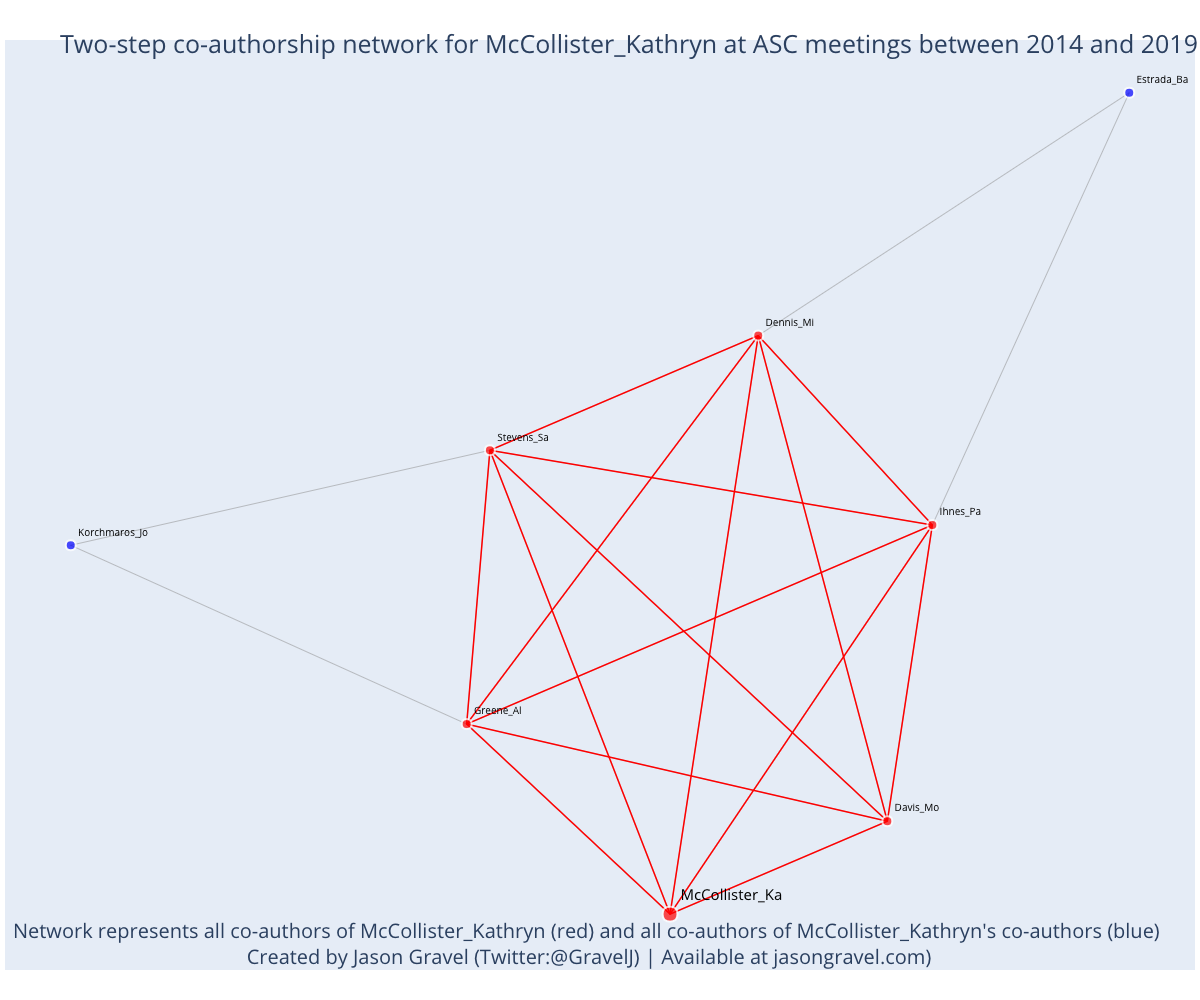 Two-step co-authorship network for McCollister_Kathryn at ASC meetings between 2014 and 2019
Estrada_Ba
Dennis_Mi
Stevens_Sa
Ihnes_Pa
Korchmaros_Jo
Greene_Al
Davis_Mo
McCollister_Ka
Network represents all co-authors of McCollister_Kathryn (red) and all co-authors of McCollister_Kathryn's co-authors (blue)
Created by Jason Gravel (Twitter:@GravelJ) | Available at jasongravel.com)